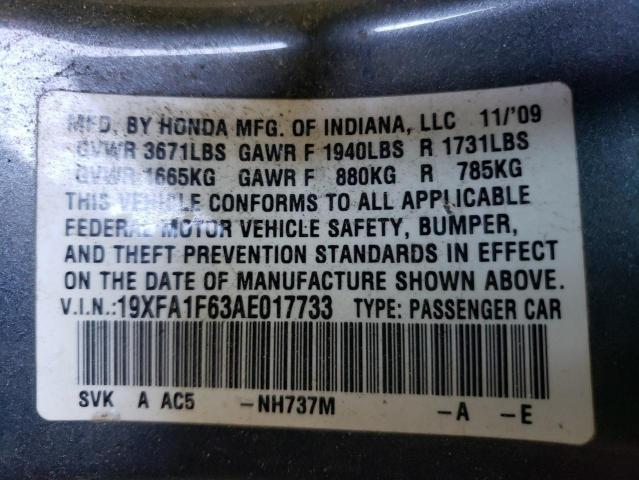 MFD. BY HONDA MFG. OF INDIANA, LLC 11/'09
GVWR 3671LBS GAWR F 1940LBS R 1731LBS
GVWR 1665KG GAWR F 880KG R 785KG
THIS VEHICLE CONFORMS TO ALL APPLICABLE
FEDERAL MOTOR VEHICLE SAFETY, BUMPER,
AND THEFT PREVENTION STANDARDS IN EFFECT
ON THE DATE OF MANUFACTURE SHOWN ABOVE.
V.I.N.:19XFA1F63AE017733 TYPE: PASSENGER CAR
SVK A AC5 -NH737M -A -E